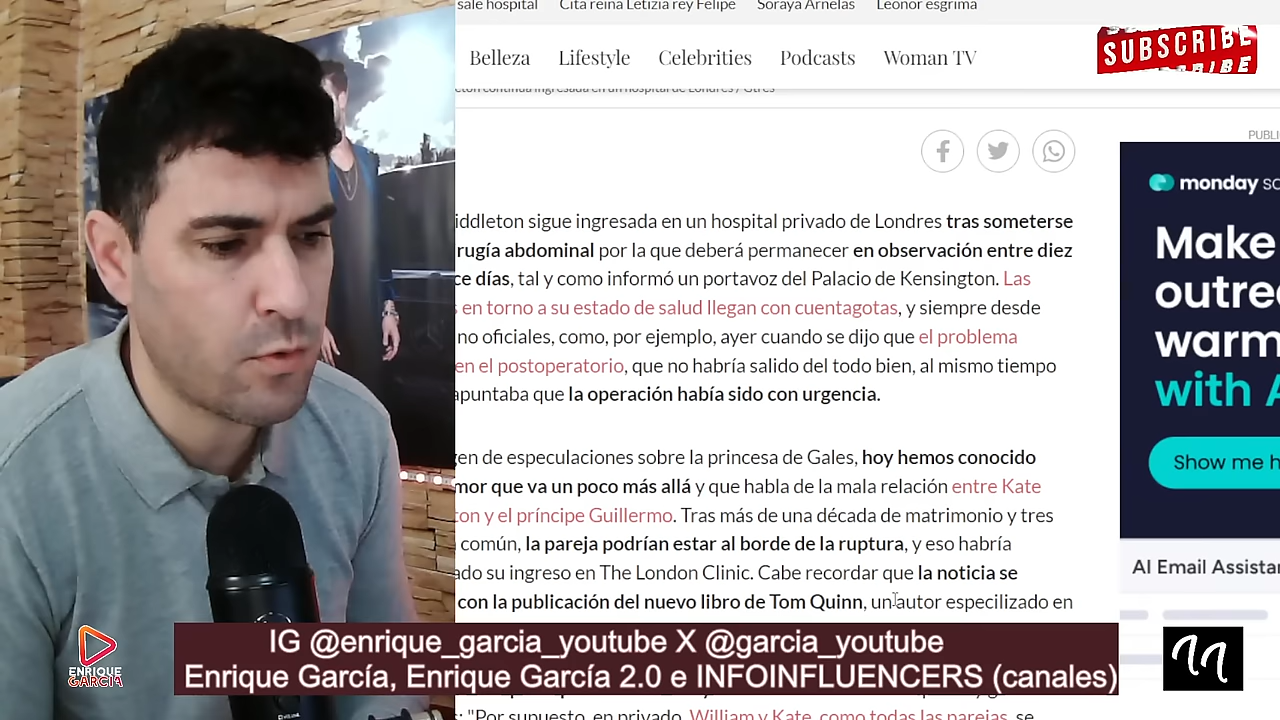 sale hospital Cita reina Letizia rey Felipe Soraya Arnelas Leonor esgrima
Belleza Lifestyle Celebrities Podcasts Woman TV
SUBSCRIBE
continúa ingresada en un hospital de Londres / Gtres
monday
Make
with
Show me
AI Email
iddleton sigue ingresada en un hospital privado de Londres tras someterse
rugía abdominal por la que deberá permanecer en observación entre diez
ce días, tal y como informó un portavoz del Palacio de Kensington. Las
en torno a su estado de salud llegan con cuentagotas, y siempre desde
no oficiales, como, por ejemplo, ayer cuando se dijo que el problema
en el postoperatorio, que no habría salido del todo bien, al mismo tiempo
apuntaba que la operación había sido con urgencia.
en de especulaciones sobre la princesa de Gales, hoy hemos conocido
mor que va un poco más allá y que habla de la mala relación entre Kate
ton y el príncipe Guillermo. Tras más de una década de matrimonio y tres
común, la pareja podrían estar al borde de la ruptura, y eso habría
ado su ingreso en The London Clinic. Cabe recordar que la noticia se
con la publicación del nuevo libro de Tom Quinn, un autor especilizado en
IG @enrique_garcia_youtube X @garcia_youtube
Enrique García, Enrique García 2.0 e INFOINFLUENCERS (canales)
ENRIQUE
GARCÍA
"Por supuesto, en privado, William y Kate, como todas las parejas, se